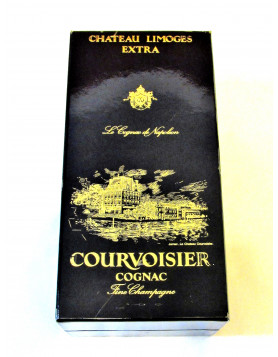 CHATEAU LIMOGES
EXTRA
Le Cognac de Napoléon
COURVOISIER
COGNAC
Fine Champagne